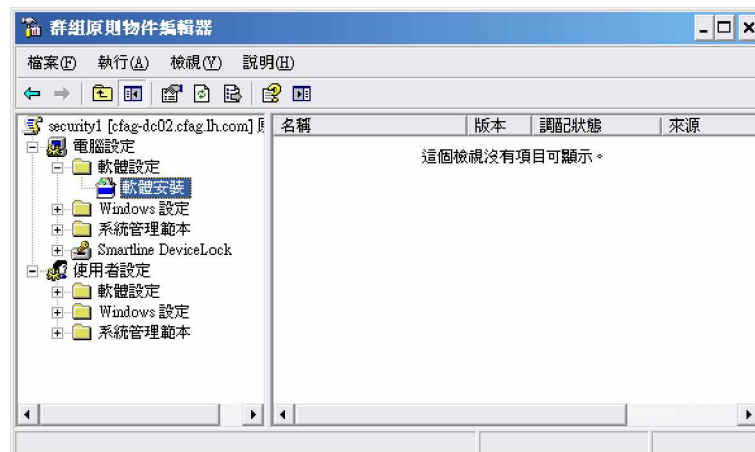 群組原則物件編輯器
檔案(F) 執行(A) 檢視(V) 說明(H)
security1 [cfag-dc02.cfag.lh.com] 原
名稱 版本 調配狀態 來源
這個檢視沒有項目可顯示。
電腦設定
軟體設定
軟體安裝
Windows 設定
系統管理範本
Smartline DeviceLock
使用者設定
軟體設定
Windows 設定
系統管理範本